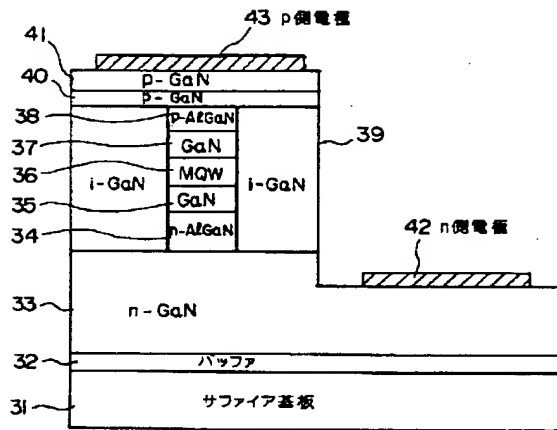 43 p側電極
41
p-GaN
40
p-GaN
38
p-AlGaN
39
37
GaN
36
MQW
i-GaN
i-GaN
35
GaN
34
n-AlGaN
42 n側電極
33
n-GaN
32
バッファ
31
サファイア基板